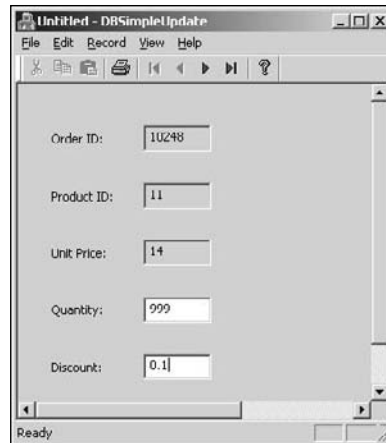 Untitled - DBSimpleUpdate
File Edit Record View Help
Order ID: 10248
Product ID: 11
Unit Price: 14
Quantity: 999
Discount: 0.1
Ready